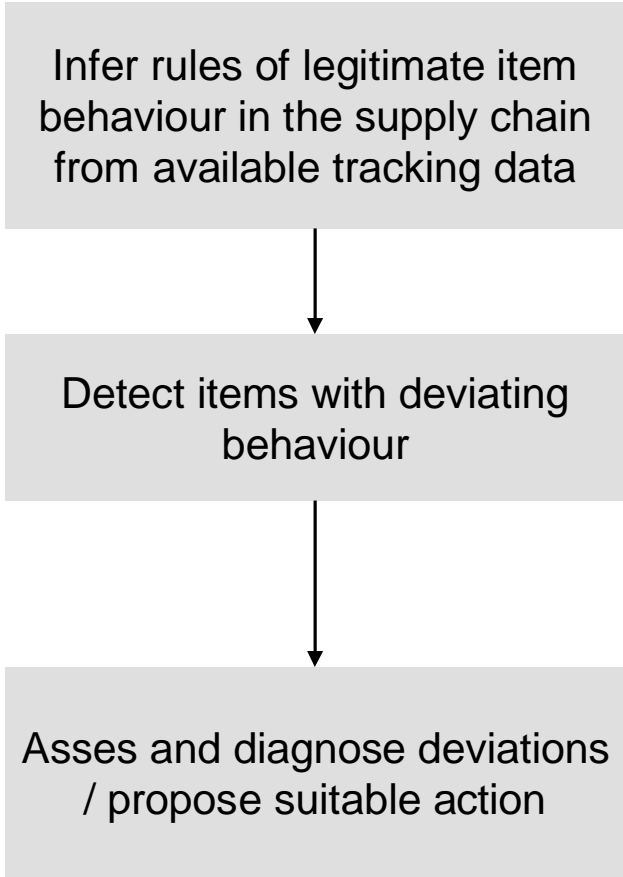 Infer rules of legitimate item
behaviour in the supply chain
from available tracking data
Detect items with deviating
behaviour
Asses and diagnose deviations
/ propose suitable action